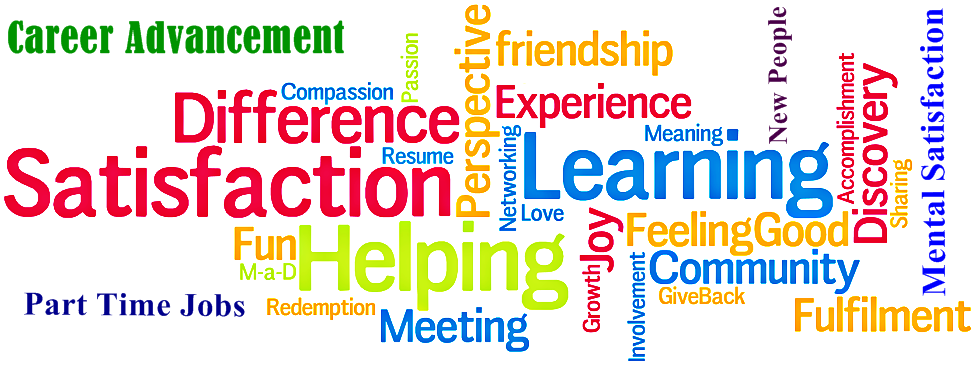 Career Advancement
Passion
Perspective
friendship
New People
Mental Satisfaction
Compassion
Difference
Experience
Accomplishment
Discovery
Resume
Networking
Meaning
Learning
Satisfaction
Sharing
Love
Fun
M-a-D
Helping
Joy
FeelingGood
Growth
Involvement
Community
Part Time Jobs
Redemption
Meeting
GiveBack
Fulfilment